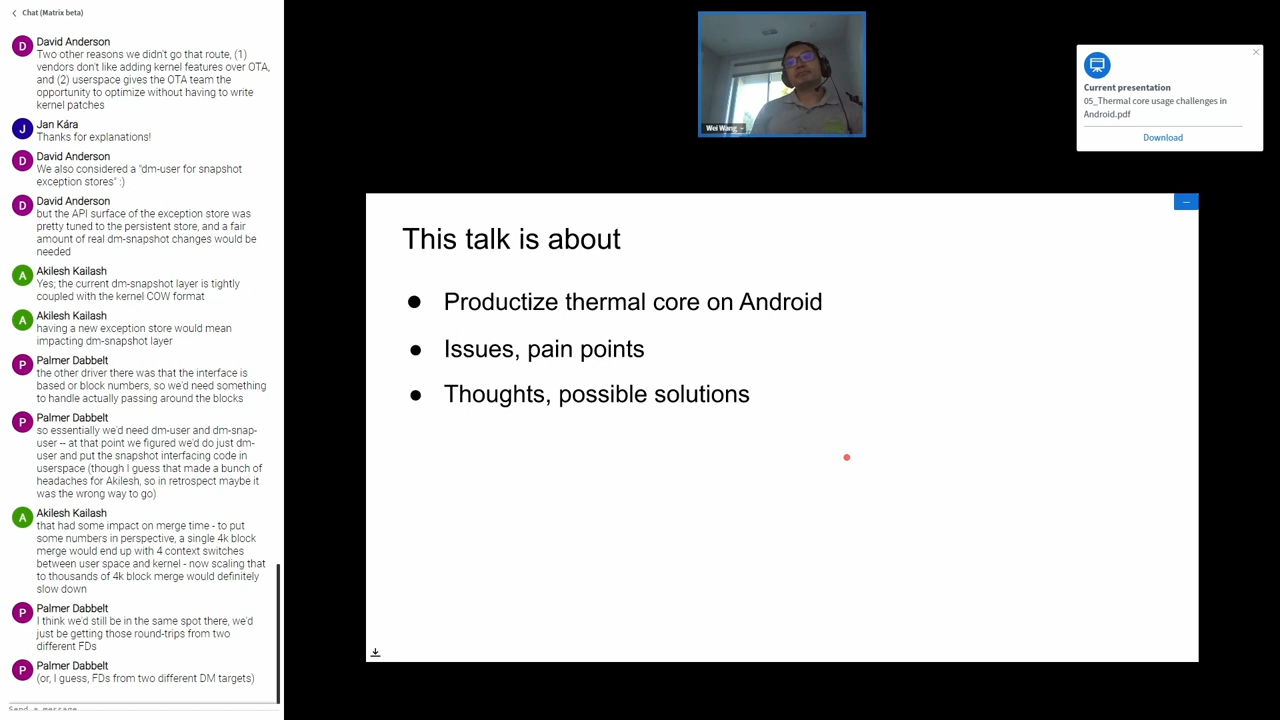 Chat (Matrix beta)
David Anderson
Two other reasons we didn't go that route, (1)
vendors don't like adding kernel features over OTA,
and (2) userspace gives the OTA team the
opportunity to optimize without having to write
kernel patches
Jan Kára
Thanks for explanations!
David Anderson
We also considered a "dm-user for snapshot
exception stores" :)
David Anderson
but the API surface of the exception store was
pretty tuned to the persistent store, and a fair
amount of real dm-snapshot changes would be
needed
Akilesh Kailash
Yes; the current dm-snapshot layer is tightly
coupled with the kernel COW format
Akilesh Kailash
having a new exception store would mean
impacting dm-snapshot layer
Palmer Dabbelt
the other driver there was that the interface is
based or block numbers, so we'd need something
to handle actually passing around the blocks
Palmer Dabbelt
so essentially we'd need dm-user and dm-snap-
user -- at that point we figured we'd do just dm-
user and put the snapshot interfacing code in
userspace (though I guess that made a bunch of
headaches for Akilesh, so in retrospect maybe it
was the wrong way to go)
Akilesh Kailash
that had some impact on merge time - to put
some numbers in perspective, a single 4k block
merge would end up with 4 context switches
between user space and kernel - now scaling that
to thousands of 4k block merge would definitely
slow down
Palmer Dabbelt
I think we'd still be in the same spot there, we'd
just be getting those round-trips from two
different FDs
Palmer Dabbelt
(or, I guess, FDs from two different DM targets)
Send a message
D
J
D
D
A
A
P
P
A
P
P
Wei Wang
This talk is about
● Productize thermal core on Android
● Issues, pain points
● Thoughts, possible solutions
Current presentation
05_Thermal core usage challenges in
Android.pdf
Download